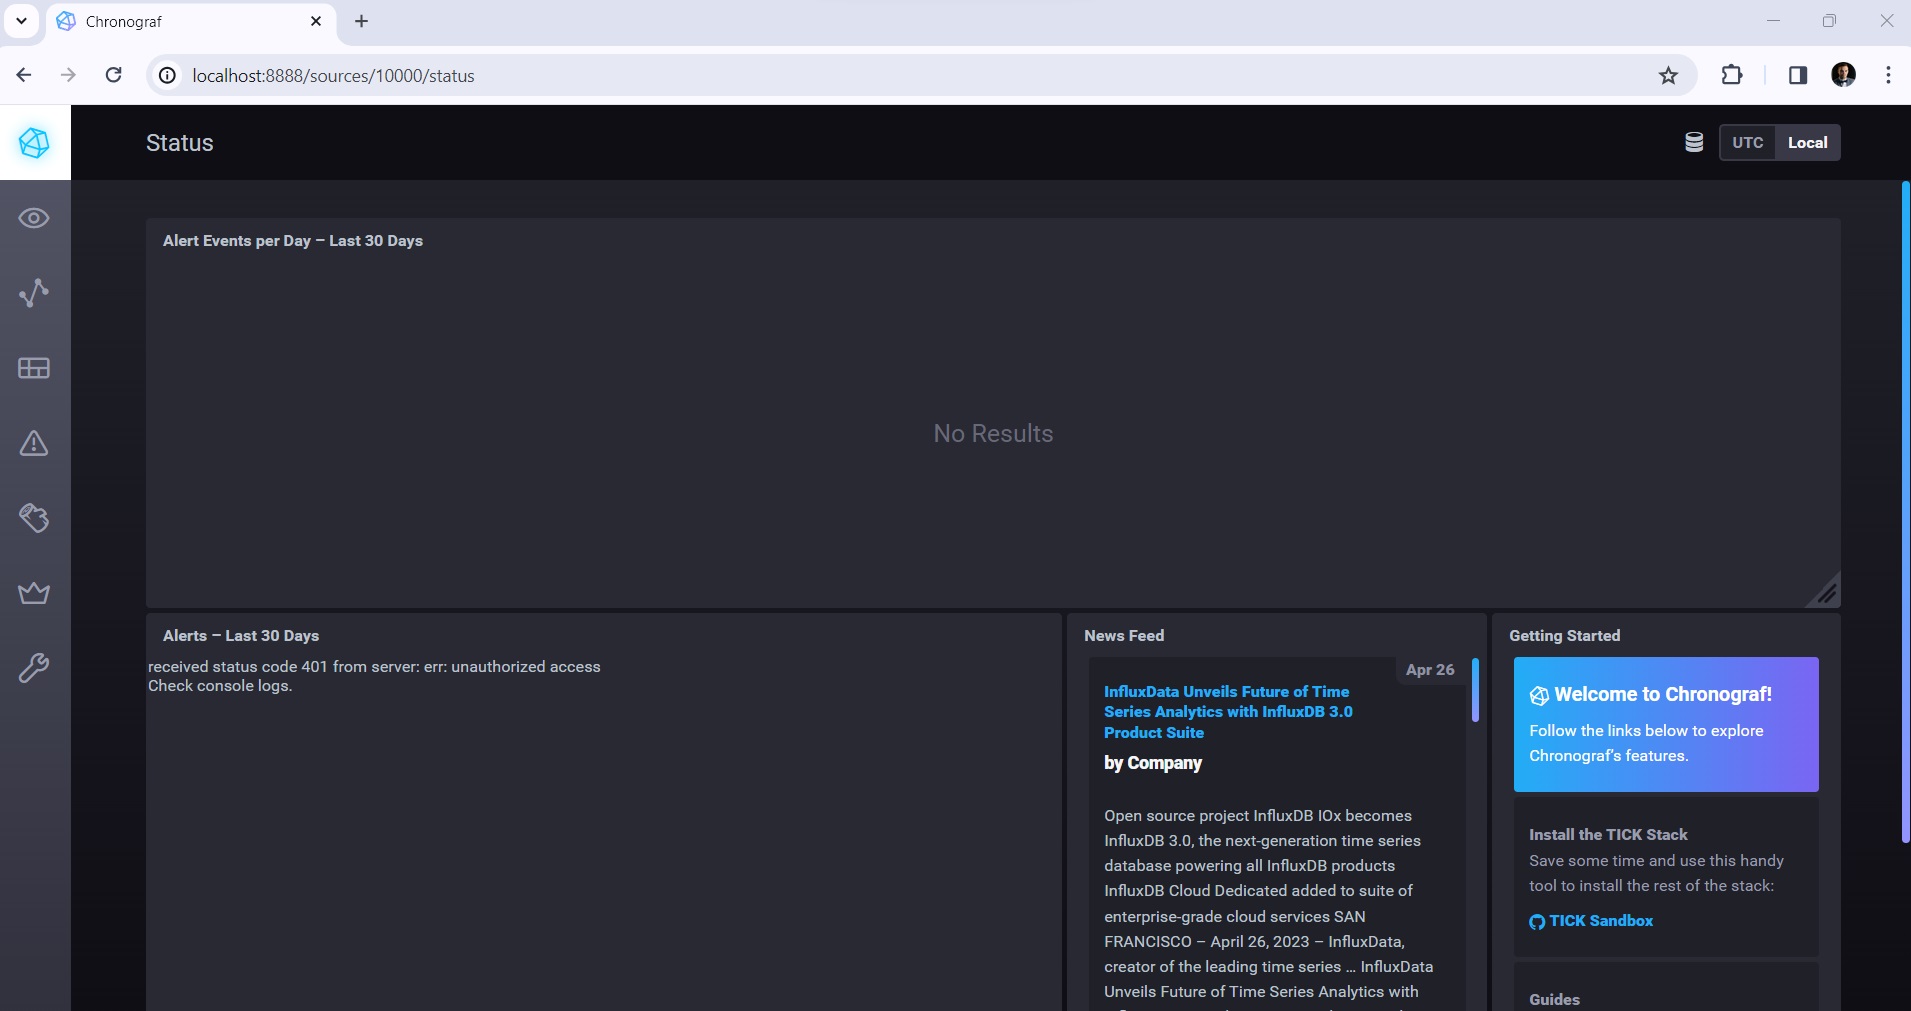 Chronograf
localhost:8888/sources/10000/status
Status
UTC Local
Alert Events per Day – Last 30 Days
No Results
Alerts – Last 30 Days
received status code 401 from server: err: unauthorized access
Check console logs.
News Feed
Apr 26
InfluxData Unveils Future of Time
Series Analytics with InfluxDB 3.0
Product Suite
by Company
Open source project InfluxDB IOx becomes
InfluxDB 3.0, the next-generation time series
database powering all InfluxDB products
InfluxDB Cloud Dedicated added to suite of
enterprise-grade cloud services SAN
FRANCISCO – April 26, 2023 – InfluxData,
creator of the leading time series ... InfluxData
Unveils Future of Time Series Analytics with
Getting Started
Welcome to Chronograf!
Follow the links below to explore
Chronograf’s features.
Install the TICK Stack
Save some time and use this handy
tool to install the rest of the stack:
TICK Sandbox
Guides